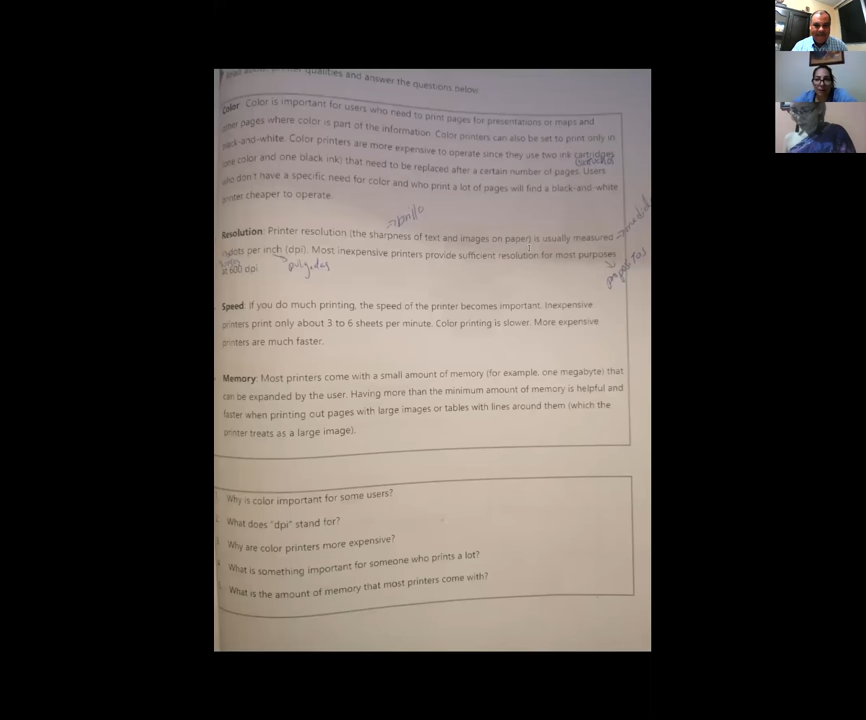 qualities and answer the questions below
Color: Color is important for users who need to print pages for presentations or maps and
other pages where color is part of the information. Color printers can also be set to print only in
black-and-white. Color printers are more expensive to operate since they use two ink cartridges
(one color and one black ink) that need to be replaced after a certain number of pages. Users
who don't have a specific need for color and who print a lot of pages will find a black-and-white
printer cheaper to operate.
→brillo
Resolution: Printer resolution (the sharpness of text and images on paper) is usually measured
in dots per inch (dpi). Most inexpensive printers provide sufficient resolution for most purposes
at 600 dpi
pulgadas
Speed: If you do much printing, the speed of the printer becomes important. Inexpensive
printers print only about 3 to 6 sheets per minute. Color printing is slower. More expensive
printers are much faster.
Memory: Most printers come with a small amount of memory (for example, one megabyte) that
can be expanded by the user. Having more than the minimum amount of memory is helpful and
faster when printing out pages with large images or tables with lines around them (which the
printer treats as a large image).
Why is color important for some users?
What does "dpi" stand for?
Why are color printers more expensive?
What is something important for someone who prints a lot?
What is the amount of memory that most printers come with?